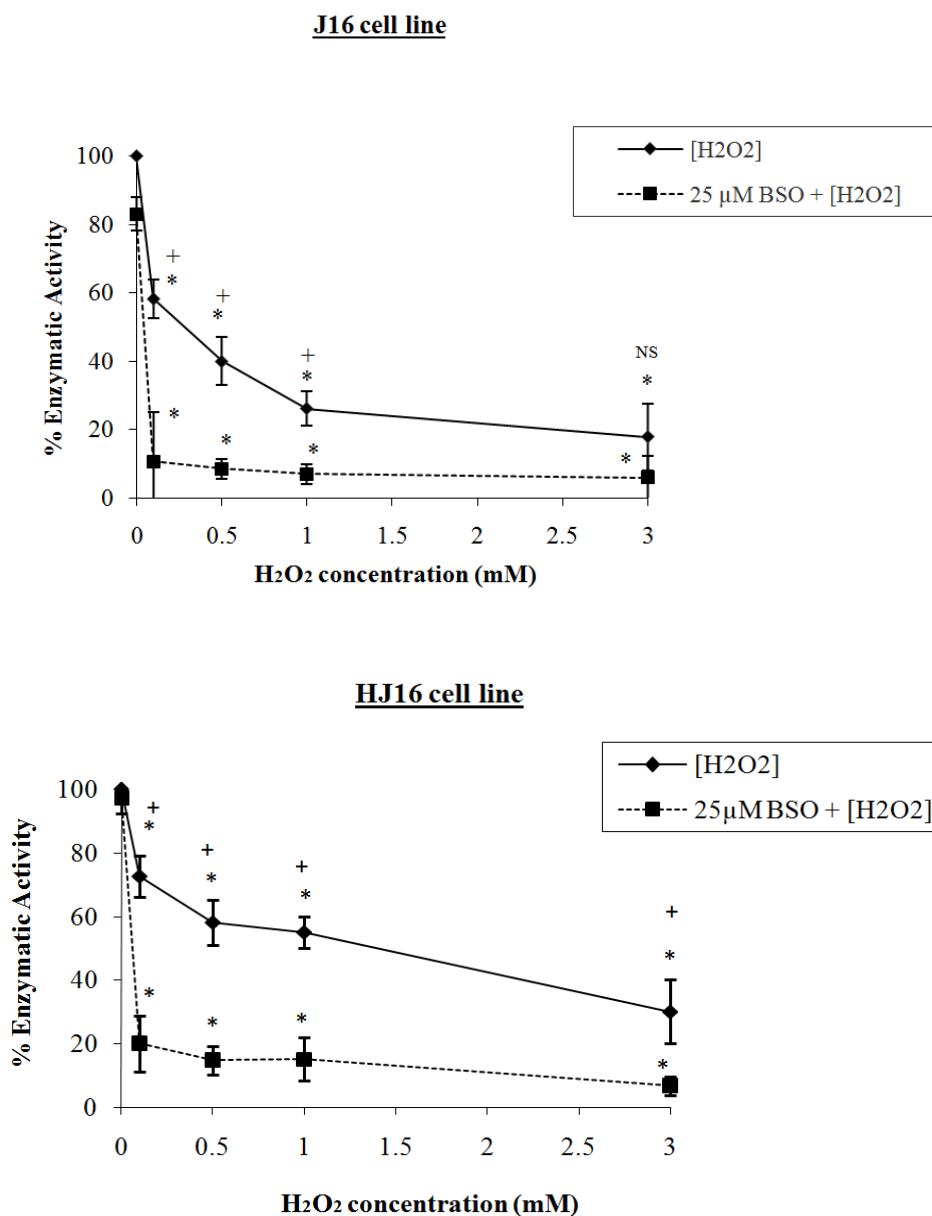 J16 cell line
[H2O2]
25 µM BSO + [H2O2]
% Enzymatic Activity
100
80
60
40
20
0
+
*
+
*
+
*
NS
*
*
*
*
*
0 0.5 1 1.5 2 2.5 3
H₂O₂ concentration (mM)
HJ16 cell line
[H2O2]
25µM BSO + [H2O2]
% Enzymatic Activity
100
80
60
40
20
0
+
*
+
*
+
*
+
*
*
*
*
*
0 0.5 1 1.5 2 2.5 3
H₂O₂ concentration (mM)